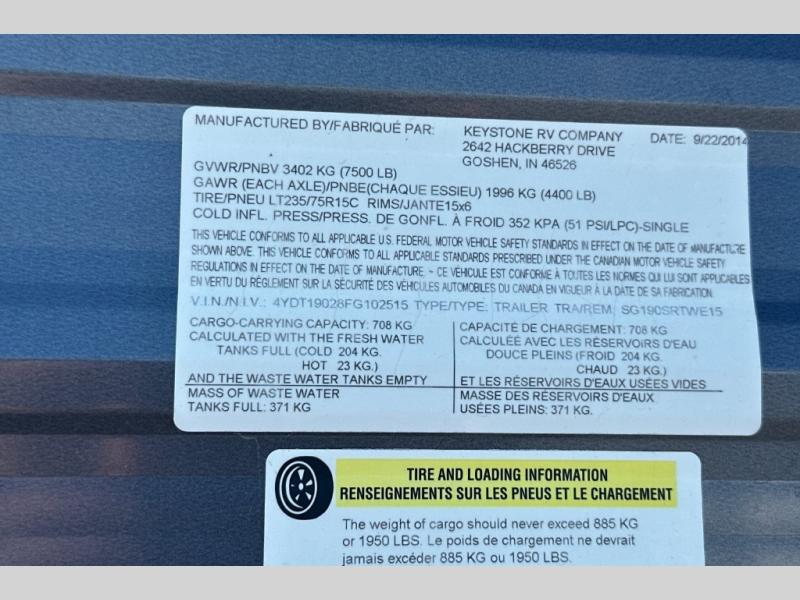 MANUFACTURED BY/FABRIQUÉ PAR: KEYSTONE RV COMPANY DATE: 9/22/2014
2642 HACKBERRY DRIVE
GOSHEN, IN 46526
GVWR/PNBV 3402 KG (7500 LB)
GAWR (EACH AXLE)/PNBE(CHAQUE ESSIEU) 1996 KG (4400 LB)
TIRE/PNEU LT235/75R15C RIMS/JANTE15x6
COLD INFL. PRESS/PRESS. DE GONFL. À FROID 352 KPA (51 PSI/LPC)-SINGLE
THIS VEHICLE CONFORMS TO ALL APPLICABLE U.S. FEDERAL MOTOR VEHICLE SAFETY STANDARDS IN EFFECT ON THE DATE OF MANUFACTURE
SHOWN ABOVE. THIS VEHICLE CONFORMS TO ALL APPLICABLE STANDARDS PRESCRIBED UNDER THE CANADIAN MOTOR VEHICLE SAFETY
REGULATIONS IN EFFECT ON THE DATE OF MANUFACTURE. - CE VÉHICULE EST CONFORME À TOUTES LES NORMES QUI LUI SONT APPLICABLES
EN VERTU DU RÉGLEMENT SUR LA SÉCURITÉ DES VÉHICULES AUTOMOBILES DU CANADA EN VIGUEUR À LA DATE DE SA FABRICATION.
V.I.N./N.I.V.: 4YDT19028FG102515 TYPE/TYPE: TRAILER TRA/REM: SG190SRTWE15
CARGO-CARRYING CAPACITY: 708 KG
CALCULATED WITH THE FRESH WATER
TANKS FULL (COLD 204 KG.
HOT 23 KG.)
AND THE WASTE WATER TANKS EMPTY
MASS OF WASTE WATER
TANKS FULL: 371 KG
CAPACITÉ DE CHARGEMENT: 708 KG
CALCULÉE AVEC LES RÉSERVOIRS D'EAU
DOUCE PLEINS (FROID 204 KG.
CHAUD 23 KG.)
ET LES RÉSERVOIRS D'EAUX USÉES VIDES
MASSE DES RÉSERVOIRS D'EAUX
USÉES PLEINS: 371 KG.
TIRE AND LOADING INFORMATION
RENSEIGNEMENTS SUR LES PNEUS ET LE CHARGEMENT
The weight of cargo should never exceed 885 KG
or 1950 LBS. Le poids de chargement ne devrait
jamais excéder 885 KG ou 1950 LBS.